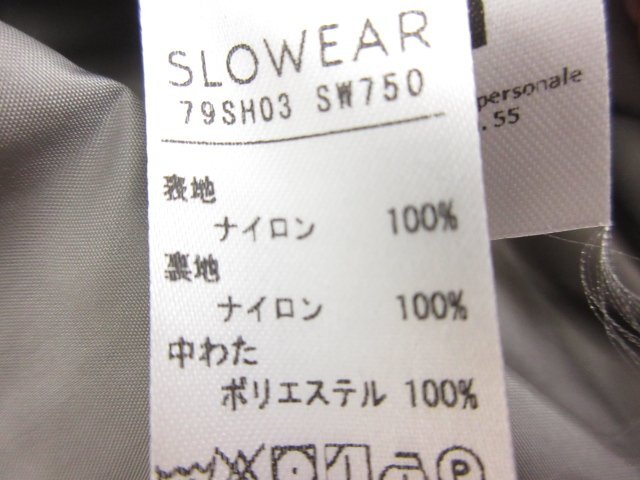 SLOWEAR
79SH03 SW750
表地
ナイロン 100%
裏地
ナイロン 100%
中わた
ポリエステル 100%
P
personale
. 55